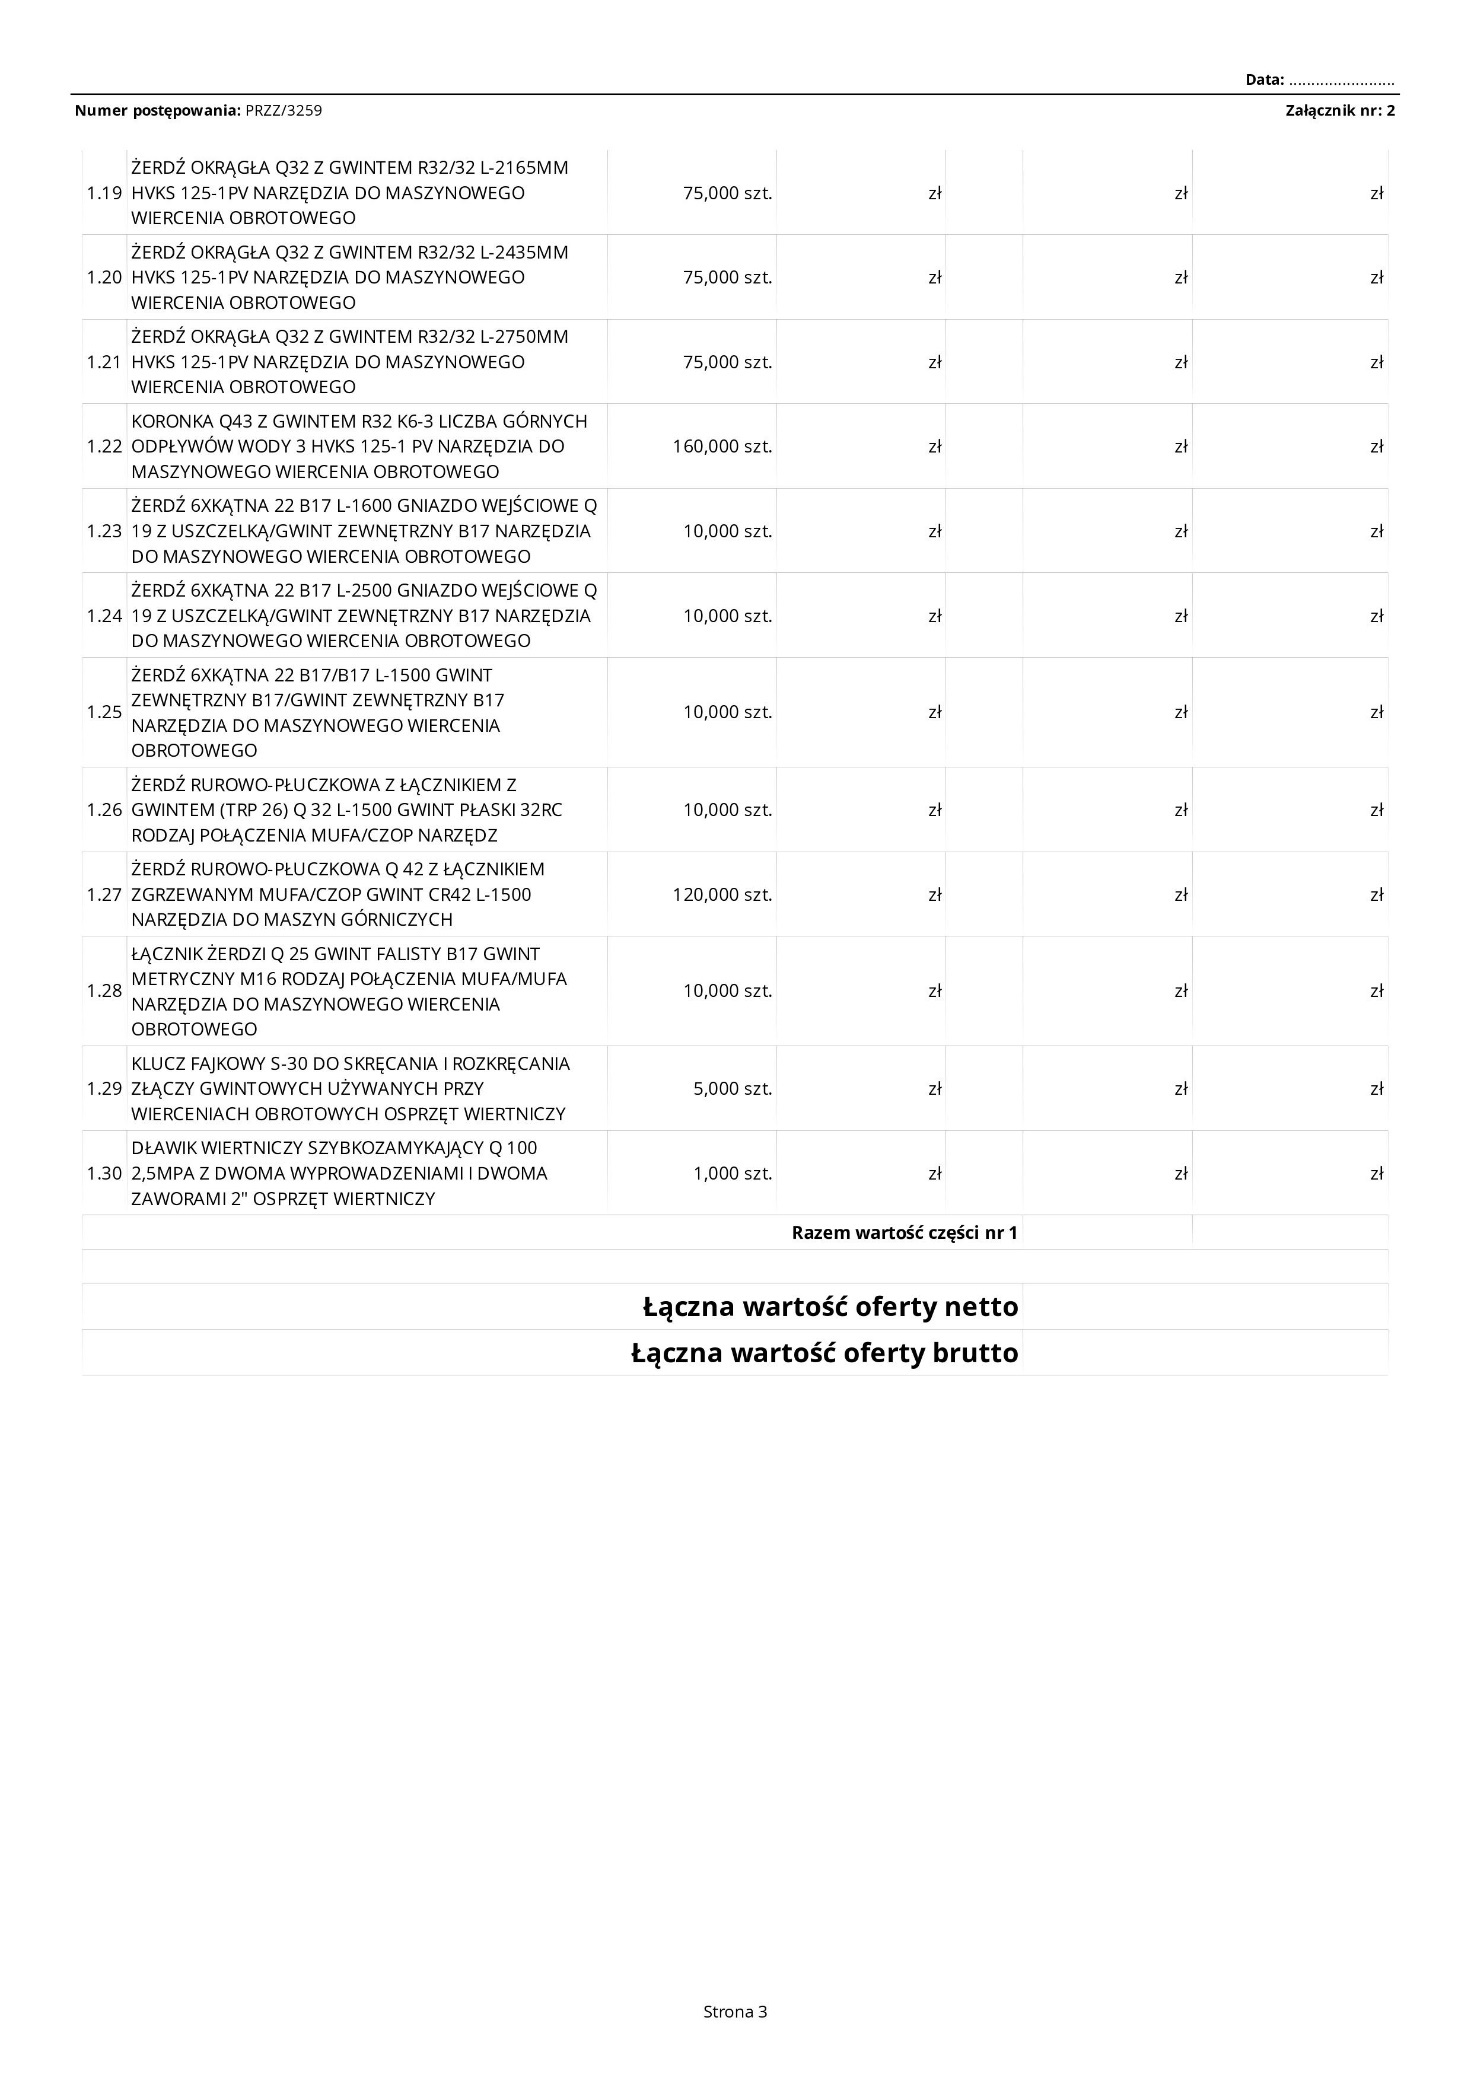 Data: ........................
Numer postępowania: PRZZ/3259 Załącznik nr: 2
ŻERDŹ OKRĄGŁA Q32 Z GWINTEM R32/32 L-2165MM
1.19 HVKS 125-1PV NARZĘDZIA DO MASZYNOWEGO 75,000 szt. zł zł zł
WIERCENIA OBROTOWEGO
ŻERDŹ OKRĄGŁA Q32 Z GWINTEM R32/32 L-2435MM
1.20 HVKS 125-1PV NARZĘDZIA DO MASZYNOWEGO 75,000 szt. zł zł zł
WIERCENIA OBROTOWEGO
ŻERDŹ OKRĄGŁA Q32 Z GWINTEM R32/32 L-2750MM
1.21 HVKS 125-1PV NARZĘDZIA DO MASZYNOWEGO 75,000 szt. zł zł zł
WIERCENIA OBROTOWEGO
KORONKA Q43 Z GWINTEM R32 K6-3 LICZBA GÓRNYCH
1.22 ODPŁYWÓW WODY 3 HVKS 125-1 PV NARZĘDZIA DO 160,000 szt. zł zł zł
MASZYNOWEGO WIERCENIA OBROTOWEGO
ŻERDŹ 6XKĄTNA 22 B17 L-1600 GNIAZDO WEJŚCIOWE Q
1.23 19 Z USZCZELKĄ/GWINT ZEWNĘTRZNY B17 NARZĘDZIA 10,000 szt. zł zł zł
DO MASZYNOWEGO WIERCENIA OBROTOWEGO
ŻERDŹ 6XKĄTNA 22 B17 L-2500 GNIAZDO WEJŚCIOWE Q
1.24 19 Z USZCZELKĄ/GWINT ZEWNĘTRZNY B17 NARZĘDZIA 10,000 szt. zł zł zł
DO MASZYNOWEGO WIERCENIA OBROTOWEGO
ŻERDŹ 6XKĄTNA 22 B17/B17 L-1500 GWINT
ZEWNĘTRZNY B17/GWINT ZEWNĘTRZNY B17
1.25 NARZĘDZIA DO MASZYNOWEGO WIERCENIA 10,000 szt. zł zł zł
OBROTOWEGO
ŻERDŹ RUROWO-PŁUCZKOWA Z ŁĄCZNIKIEM Z
1.26 GWINTEM (TRP 26) Q 32 L-1500 GWINT PŁASKI 32RC 10,000 szt. zł zł zł
RODZAJ POŁĄCZENIA MUFA/CZOP NARZĘDZ
ŻERDŹ RUROWO-PŁUCZKOWA Q 42 Z ŁĄCZNIKIEM
1.27 ZGRZEWANYM MUFA/CZOP GWINT CR42 L-1500 120,000 szt. zł zł zł
NARZĘDZIA DO MASZYN GÓRNICZYCH
ŁĄCZNIK ŻERDZI Q 25 GWINT FALISTY B17 GWINT
METRYCZNY M16 RODZAJ POŁĄCZENIA MUFA/MUFA
1.28 NARZĘDZIA DO MASZYNOWEGO WIERCENIA 10,000 szt. zł zł zł
OBROTOWEGO
KLUCZ FAJKOWY S-30 DO SKRĘCANIA I ROZKRĘCANIA
1.29 ZŁĄCZY GWINTOWYCH UŻYWANYCH PRZY 5,000 szt. zł zł zł
WIERCENIACH OBROTOWYCH OSPRZĘT WIERTNICZY
DŁAWIK WIERTNICZY SZYBKOZAMYKAJĄCY Q 100
1.30 2,5MPA Z DWOMA WYPROWADZENIAMI I DWOMA 1,000 szt. zł zł zł
ZAWORAMI 2" OSPRZĘT WIERTNICZY
Razem wartość części nr 1
Łączna wartość oferty netto
Łączna wartość oferty brutto
Strona 3